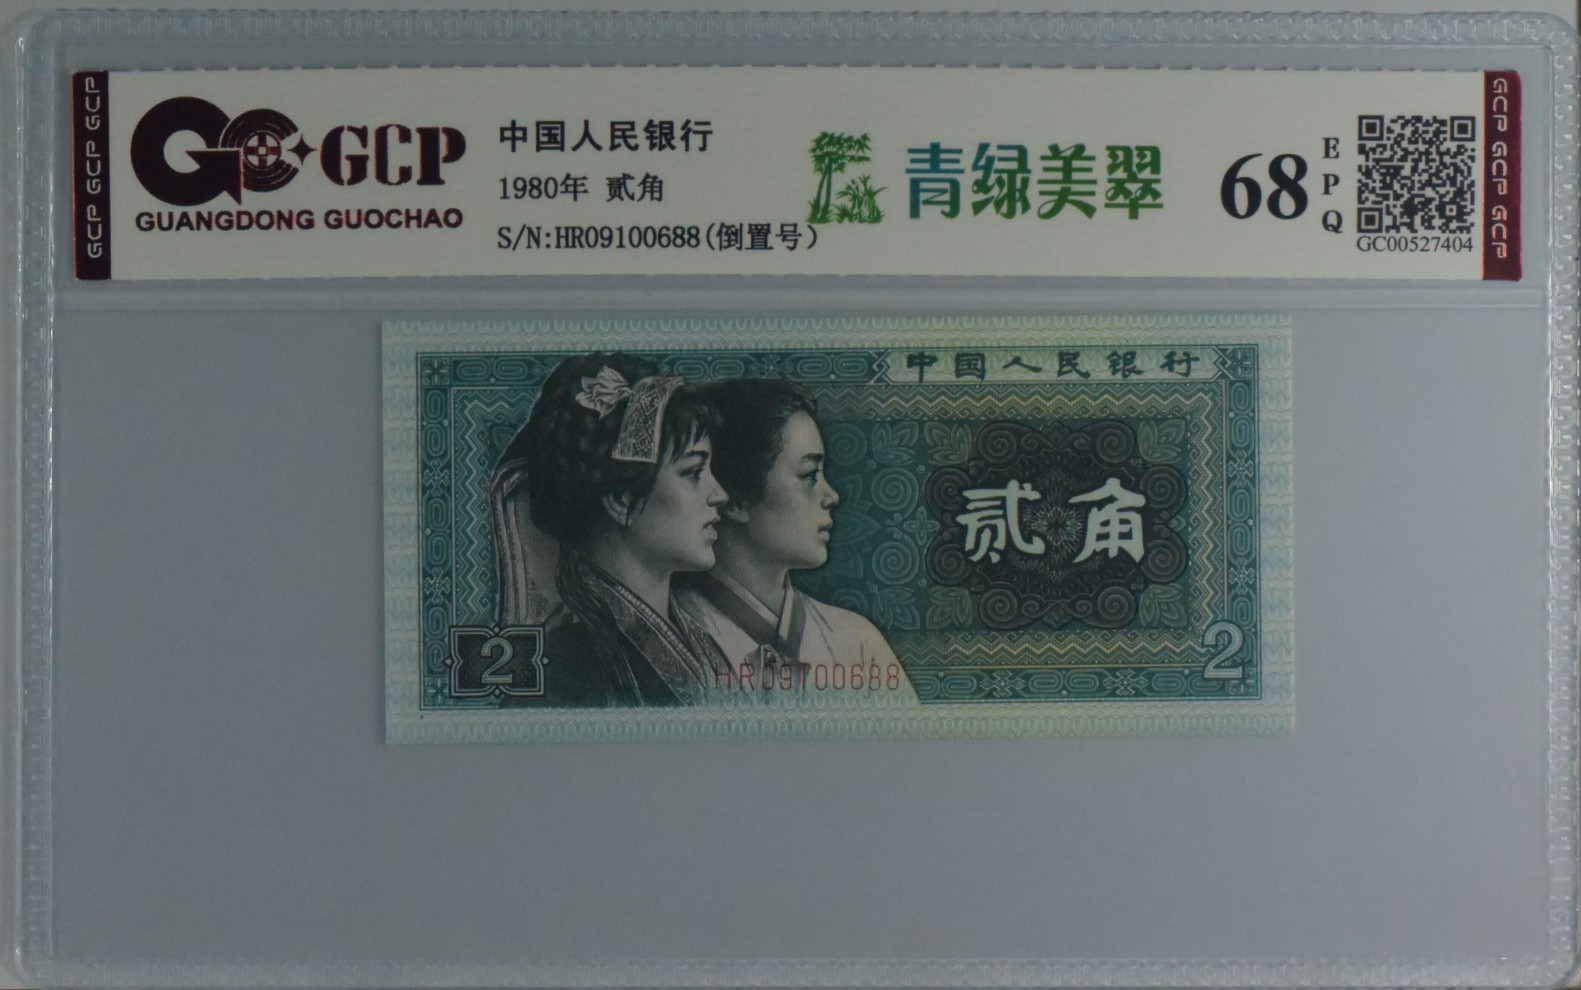 GCP GCP GCP
GCP
GUANGDONG GUOCHAO
中国人民银行
1980年 贰角
S/N:HR09100688(倒置号)
青绿美翠
68
EPQ
GC00527404
GCP GCP GCP
中国人民银行
贰角
2
2
HR09100688